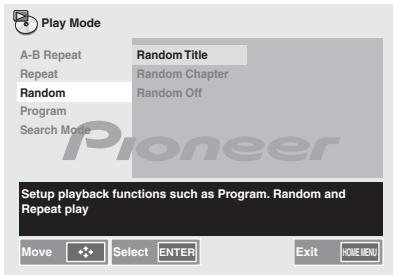 Play Mode
A-B Repeat
Repeat
Random
Program
Search Mode
Random Title
Random Chapter
Random Off
Pioneer
Setup playback functions such as Program. Random and
Repeat play
Move Select ENTER Exit HOME MENU